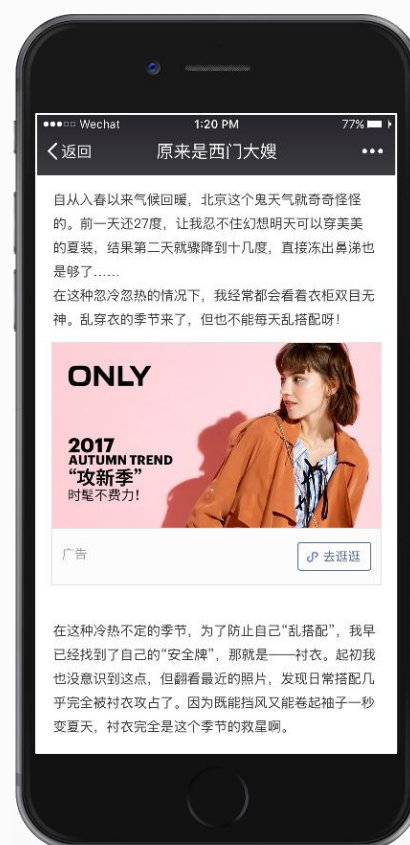 Wechat 1:20 PM 77%
返回 原来是西门大嫂
自从入春以来气候回暖，北京这个鬼天气就奇奇怪怪
的。前一天还27度，让我忍不住幻想明天可以穿美美
的夏装，结果第二天就骤降到十几度，直接冻出鼻涕也
是够了……
在这种忽冷忽热的情况下，我经常都会看着衣柜双目无
神。乱穿衣的季节来了，但也不能每天乱搭配呀！
ONLY
2017
AUTUMN TREND
“攻新季”
时髦不费力！
广告 去逛逛
在这种冷热不定的季节，为了防止自己“乱搭配”，我早
已经找到了自己的“安全牌”，那就是——衬衣。起初我
也没意识到这点，但翻看最近的照片，发现日常搭配几
乎完全被衬衣攻占了。因为既能挡风又能卷起袖子一秒
变夏天，衬衣完全是这个季节的救星啊。